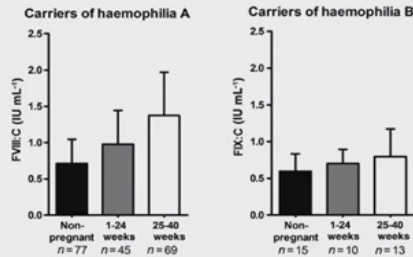 Carriers of haemophilia A
2.5
2.0
1.5
1.0
0.5
0.0
FVIII:C (IU mL⁻¹)
Non-pregnant
n = 77
1-24 weeks
n = 45
25-40 weeks
n = 69
Carriers of haemophilia B
2.5
2.0
1.5
1.0
0.5
0.0
FIX:C (IU mL⁻¹)
Non-pregnant
n = 15
1-24 weeks
n = 10
25-40 weeks
n = 13